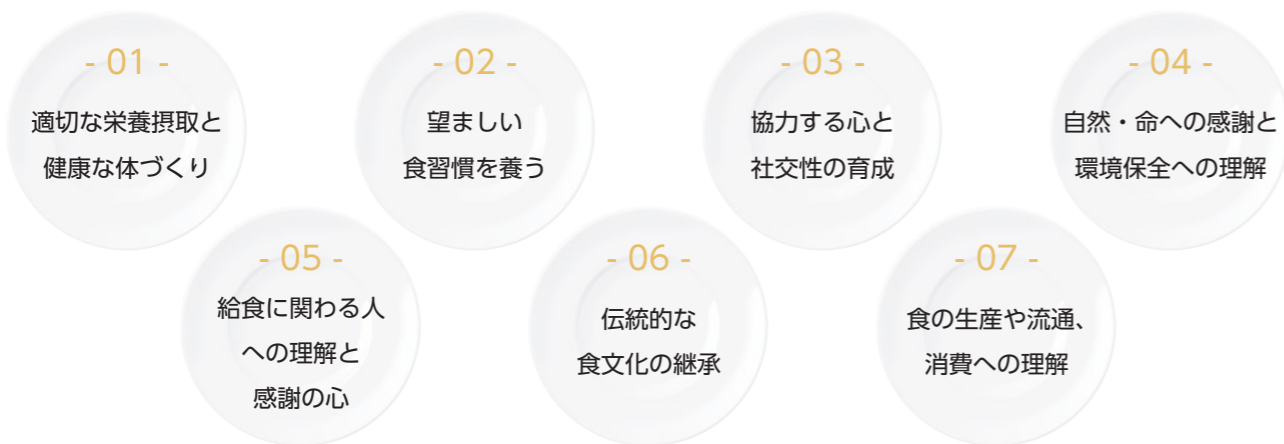 - 01 -
適切な栄養摂取と
健康な体づくり
- 02 -
望ましい
食習慣を養う
- 03 -
協力する心と
社交性の育成
- 04 -
自然・命への感謝と
環境保全への理解
- 05 -
給食に関わる人
への理解と
感謝の心
- 06 -
伝統的な
食文化の継承
- 07 -
食の生産や流通、
消費への理解